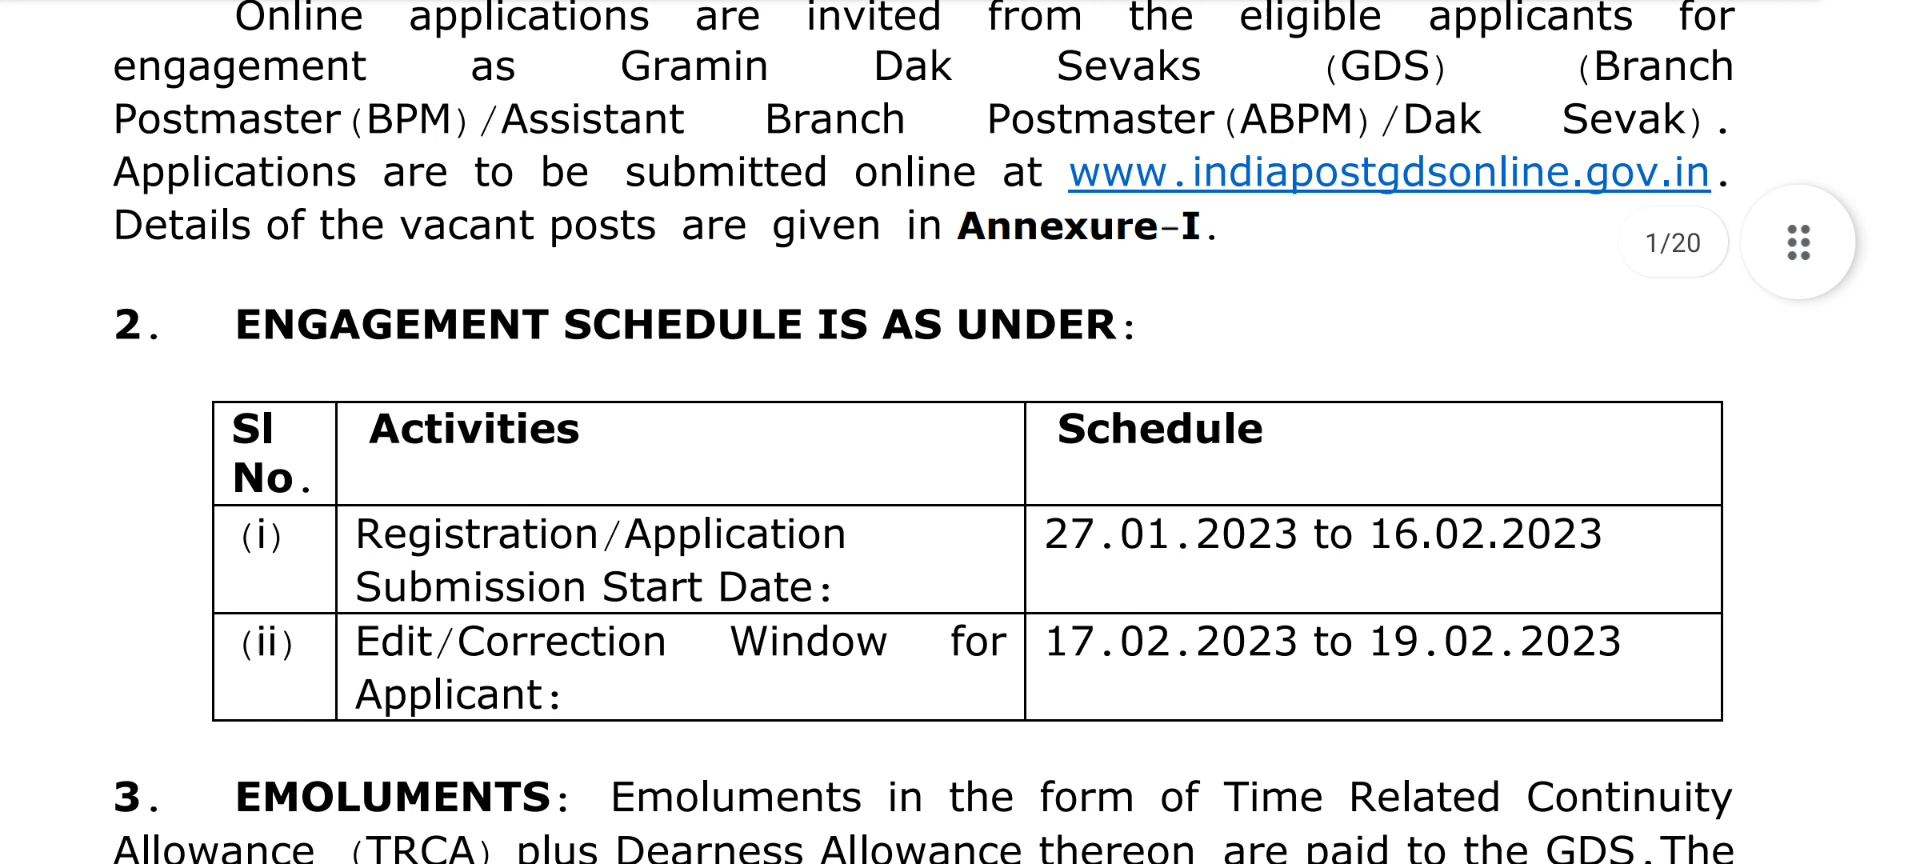 Online applications are invited from the eligible applicants for
engagement as Gramin Dak Sevaks (GDS) (Branch
Postmaster(BPM)/Assistant Branch Postmaster(ABPM)/Dak Sevak).
Applications are to be submitted online at www.indiapostgdsonline.gov.in.
Details of the vacant posts are given in Annexure-I.
1/20
2. ENGAGEMENT SCHEDULE IS AS UNDER:
Sl Activities Schedule
No.
(i) Registration/Application 27.01.2023 to 16.02.2023
Submission Start Date:
(ii) Edit/Correction Window for 17.02.2023 to 19.02.2023
Applicant:
3. EMOLUMENTS: Emoluments in the form of Time Related Continuity
Allowance (TRCA) plus Dearness Allowance thereon are paid to the GDS.The